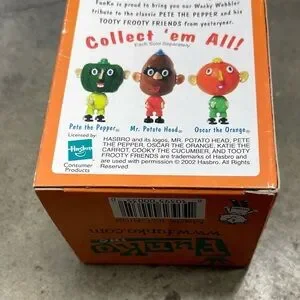 FunKo is proud to bring you our Wacky Wobbler
tribute to the classic PETE THE PEPPER and his
TOOTY FROOTY FRIENDS from yesteryear.
Collect 'em All!
Each Sold Separately
Pete the Pepper® Mr. Potato Head® Oscar the Orange®
Licensed by:
Hasbro
Consumer
Products
HASBRO and its logos, MR. POTATO HEAD, PETE
THE PEPPER, OSCAR THE ORANGE, KATIE THE
CARROT, COOKY THE CUCUMBER, AND TOOTY
FROOTY FRIENDS are trademarks of Hasbro and
are used with permission © 2002 Hasbro. All Rights
Reserved
www.funko.com
Funko